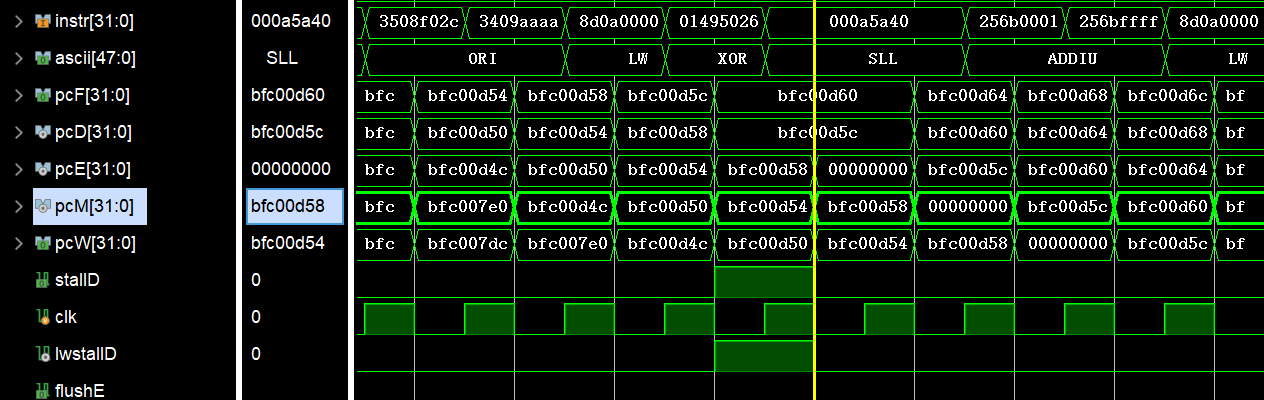 instr[31:0] 000a5a40 3508f02c 3409aaaa 8d0a0000 01495026 000a5a40 256b0001 256bffff 8d0a0000
ascii[47:0] SLL ORI LW XOR SLL ADDIU LW
pcF[31:0] bfc00d60 bfc bfc00d54 bfc00d58 bfc00d5c bfc00d60 bfc00d64 bfc00d68 bfc00d6c bf
pcD[31:0] bfc00d5c bfc bfc00d50 bfc00d54 bfc00d58 bfc00d5c bfc00d60 bfc00d64 bfc00d68 bf
pcE[31:0] 00000000 bfc bfc00d4c bfc00d50 bfc00d54 bfc00d58 00000000 bfc00d5c bfc00d60 bfc00d64 bf
pcM[31:0] bfc00d58 bfc bfc007e0 bfc00d4c bfc00d50 bfc00d54 bfc00d58 00000000 bfc00d5c bfc00d60 bf
pcW[31:0] bfc00d54 bfc bfc007dc bfc007e0 bfc00d4c bfc00d50 bfc00d54 bfc00d58 00000000 bfc00d5c bf
stallD 0
clk 0
lwstallD 0
flushE